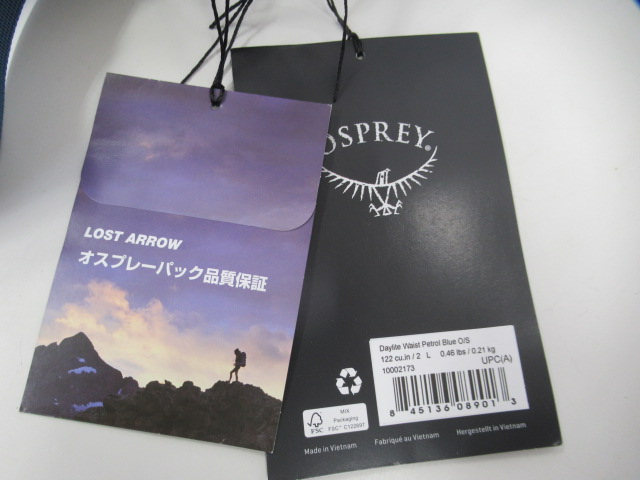 LOST ARROW
オスプレーパック品質保証
OSPREY®
Daylite Waist Petrol Blue O/S
122 cu.in / 2 L 0.46 lbs / 0.21 kg
10002173
UPC(A)
8 45136 08901 3
FSC
MIX
Packaging
FSC™ C122697
Made in Vietnam
Fabriqué au Vietnam
Hergestellt in Vietnam